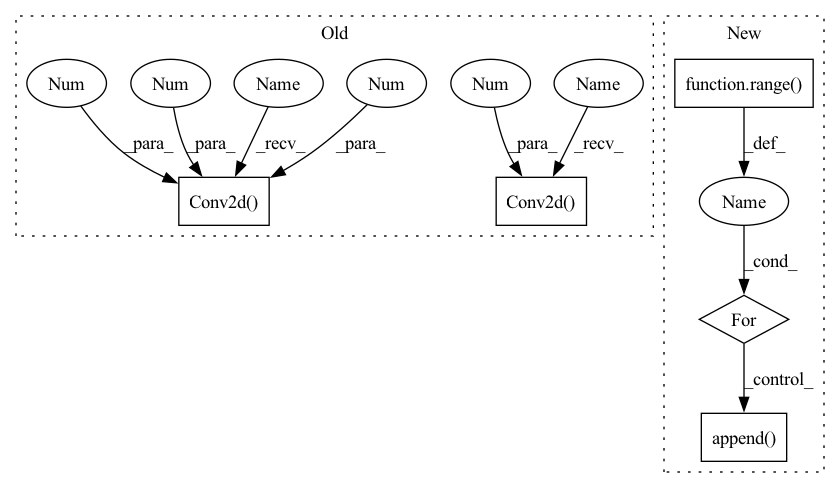 Old
New
Num
Num
Name
Num
Num
Name
function.range()
_para_
_para_
_recv_
_para_
_para_
_recv_
_def_
Conv2d()
Conv2d()
Name
_cond_
For
_control_
append()